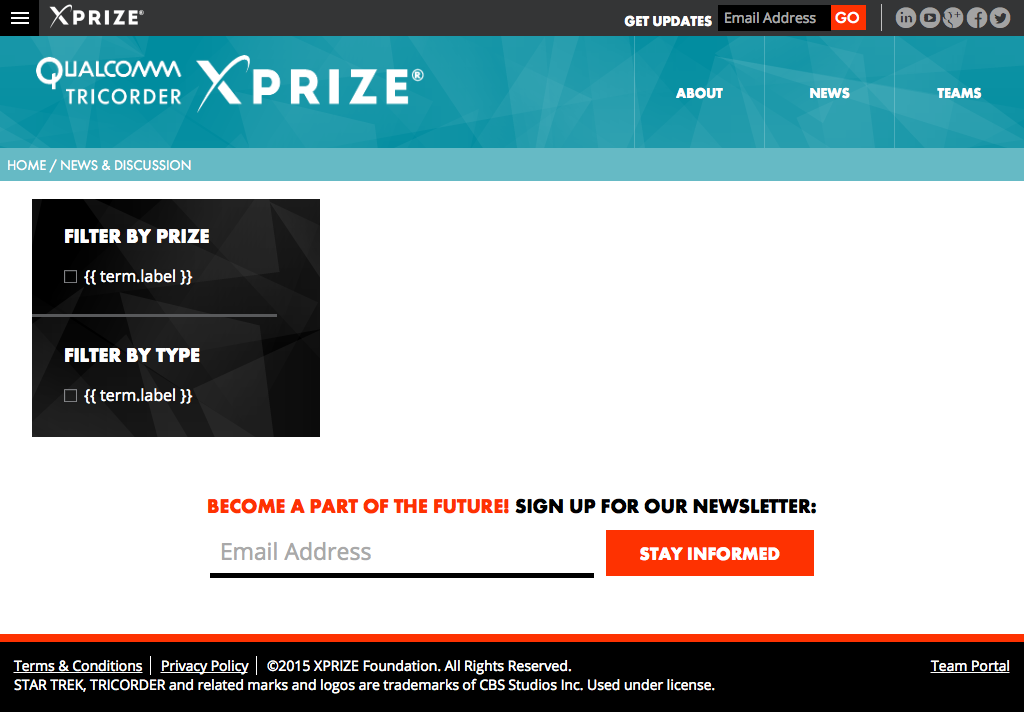 XPRIZE®
GET UPDATES Email Address GO
QUALCOMM
TRICORDER XPRIZE®
ABOUT NEWS TEAMS
HOME / NEWS & DISCUSSION
FILTER BY PRIZE
{{ term.label }}
FILTER BY TYPE
{{ term.label }}
BECOME A PART OF THE FUTURE! SIGN UP FOR OUR NEWSLETTER:
Email Address STAY INFORMED
Terms & Conditions Privacy Policy ©2015 XPRIZE Foundation. All Rights Reserved. Team Portal
STAR TREK, TRICORDER and related marks and logos are trademarks of CBS Studios Inc. Used under license.